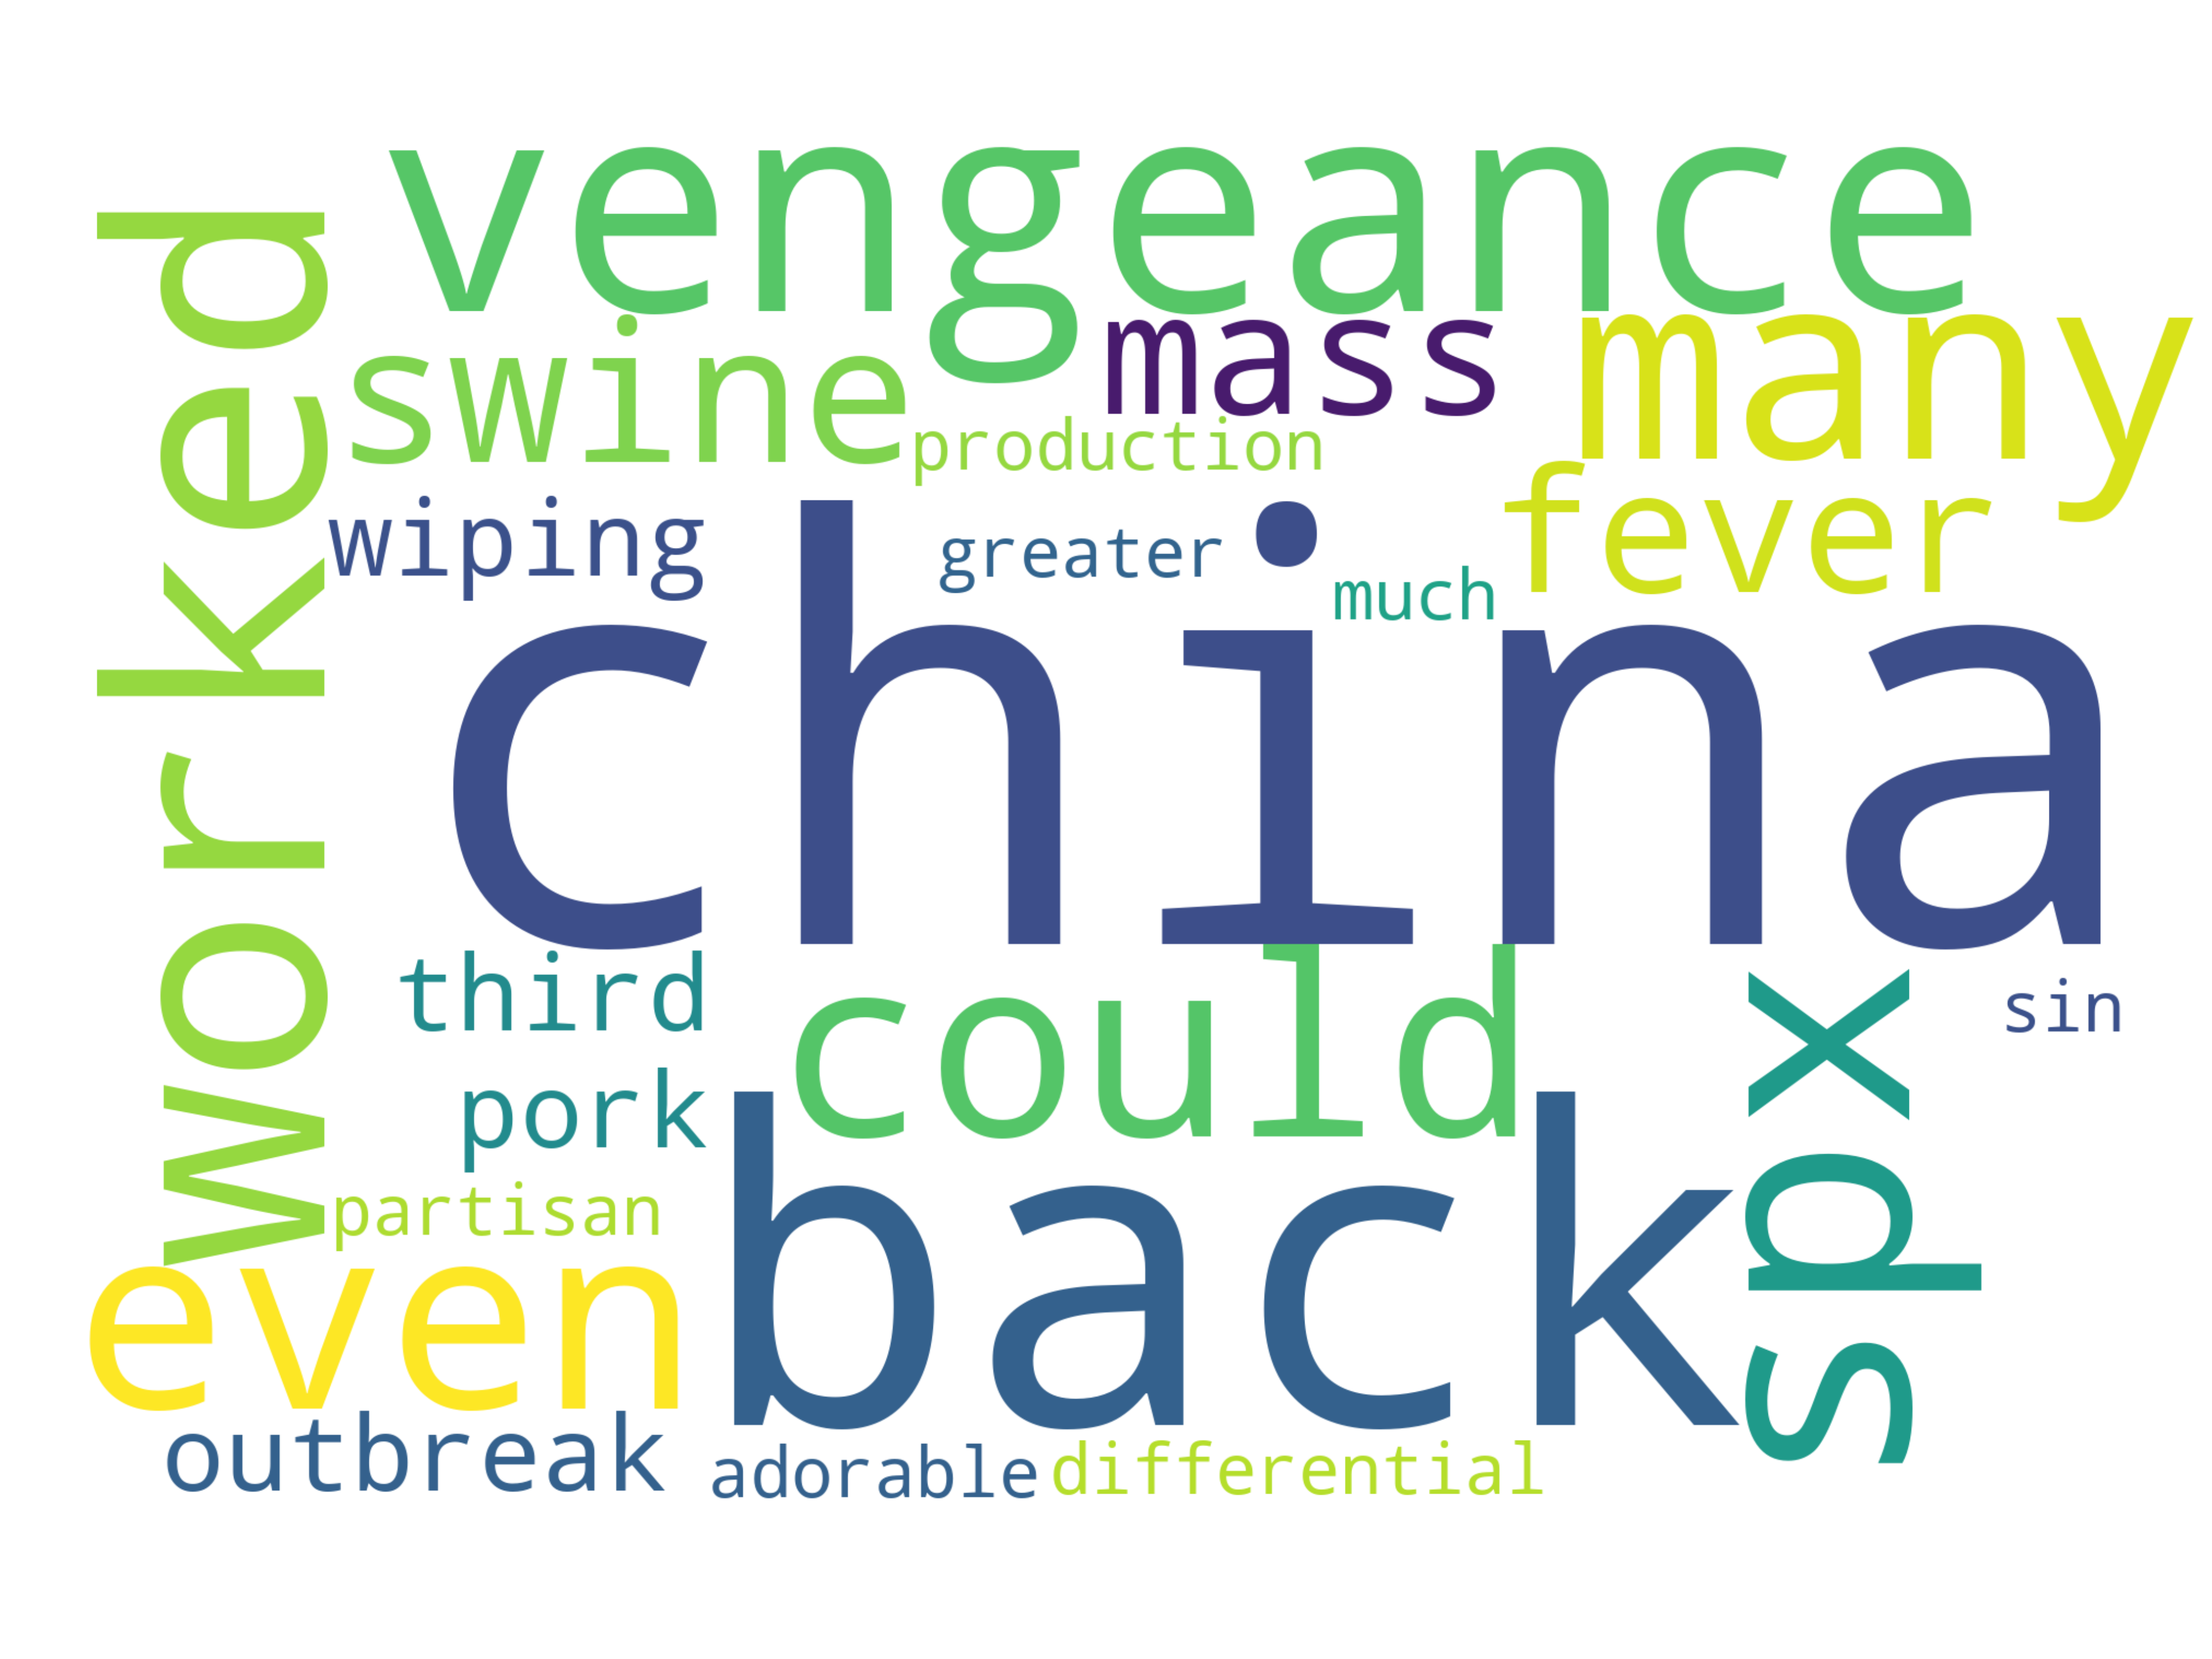 vengeance
worked
swine
mass
many
production
fever
wiping
greater
much
china
third
could
spx
sin
pork
partisan
back
even
outbreak
adorable
differential